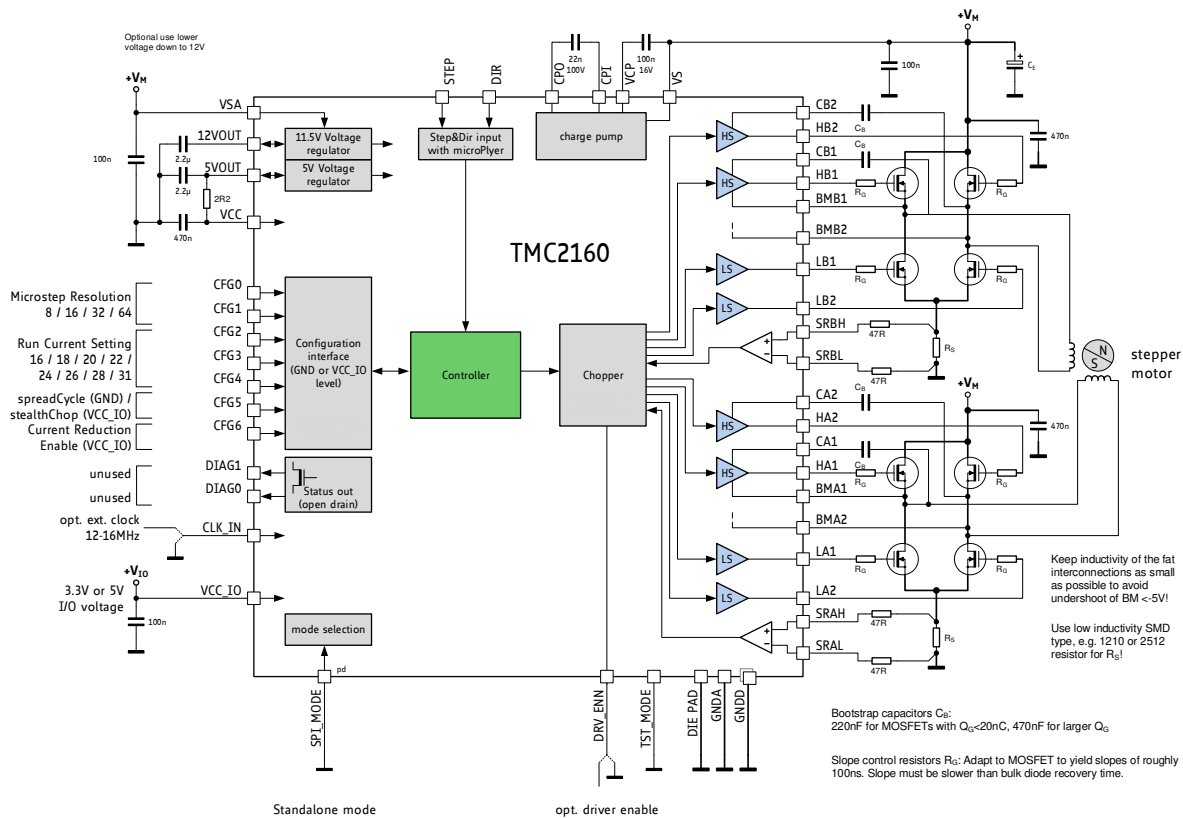 Optional use lower
voltage down to 12V
+VM
VSA
12VOUT
2.2µ
5VOUT
2.2µ
2R2
VCC
470n
100n
11.5V Voltage
regulator
5V Voltage
regulator
STEP
DIR
Step&Dir input
with microPlyer
22n
100V
CPO
CPI
100n
16V
VCP
VS
charge pump
+VM
100n
CE
+
470n
TMC2160
HS
HS
LS
LS
CB2
HB2
CB1
HB1
BMB1
BMB2
LB1
LB2
SRBH
SRBL
CB
CB
RG
RG
RG
RG
47R
47R
RS
+
−
Microstep Resolution
8 / 16 / 32 / 64
Run Current Setting
16 / 18 / 20 / 22 /
24 / 26 / 28 / 31
spreadCycle (GND) /
stealthChop (VCC_IO)
Current Reduction
Enable (VCC_IO)
CFG0
CFG1
CFG2
CFG3
CFG4
CFG5
CFG6
Configuration
interface
(GND or VCC_IO
level)
Controller
Chopper
N
S
stepper
motor
+VM
470n
HS
HS
LS
LS
CA2
HA2
CA1
HA1
BMA1
BMA2
LA1
LA2
SRAH
SRAL
CB
CB
RG
RG
RG
RG
47R
47R
RS
+
−
unused
unused
DIAG1
DIAG0
Status out
(open drain)
opt. ext. clock
12-16MHz
CLK_IN
+VIO
3.3V or 5V
I/O voltage
VCC_IO
100n
mode selection
pd
SPI_MODE
DRV_ENN
TST_MODE
DIE PAD
GNDA
GNDD
Standalone mode
opt. driver enable
Keep inductivity of the fat
interconnections as small
as possible to avoid
undershoot of BM <-5V!
Use low inductivity SMD
type, e.g. 1210 or 2512
resistor for RS!
Bootstrap capacitors CB:
220nF for MOSFETs with QG<20nC, 470nF for larger QG
Slope control resistors RG: Adapt to MOSFET to yield slopes of roughly
100ns. Slope must be slower than bulk diode recovery time.